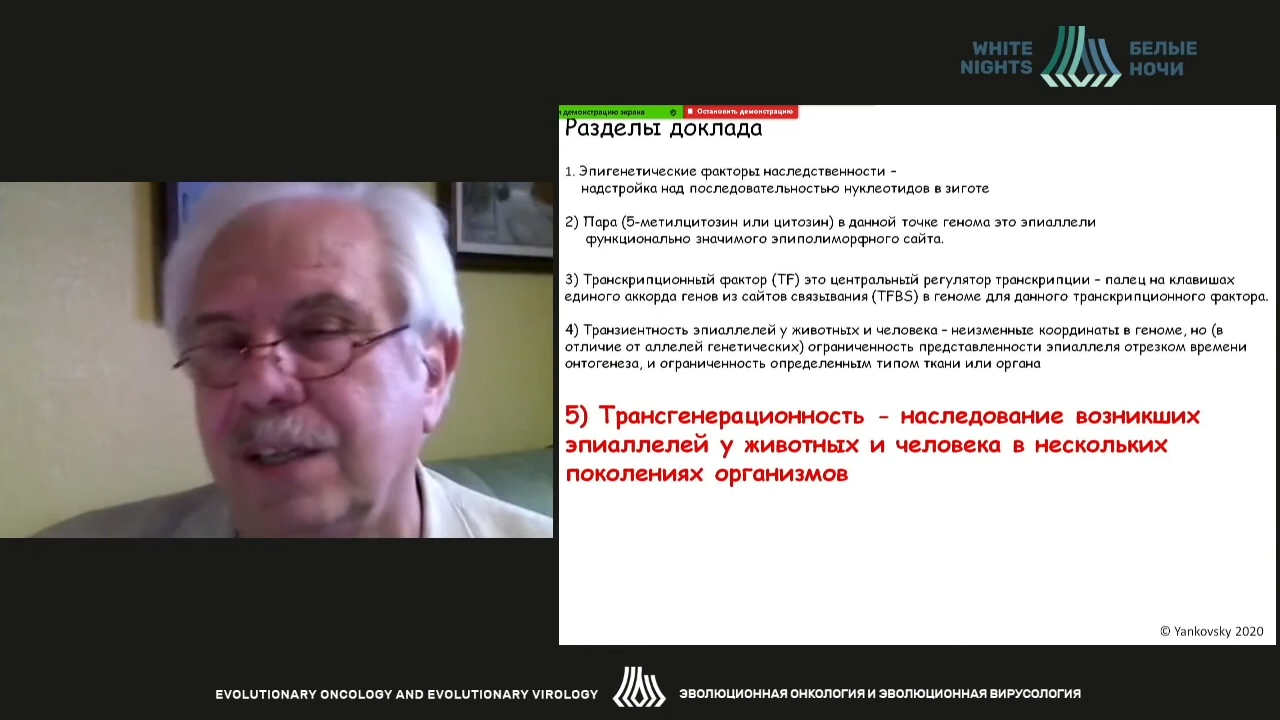 WHITE
NIGHTS
БЕЛЫЕ
НОЧИ
демонстрацию экрана
Остановить демонстрацию
Разделы доклада
1. Эпигенетические факторы наследственности –
надстройка над последовательностью нуклеотидов в зиготе
2) Пара (5-метилцитозин или цитозин) в данной точке генома это эпиаллели
функционально значимого эпиполиморфного сайта.
3) Транскрипционный фактор (TF) это центральный регулятор транскрипции – палец на клавишах
единого аккорда генов из сайтов связывания (TFBS) в геноме для данного транскрипционного фактора.
4) Транзиентность эпиаллелей у животных и человека – неизменные координаты в геноме, но (в
отличие от аллелей генетических) ограниченность представленности эпиаллеля отрезком времени
онтогенеза, и ограниченность определенным типом ткани или органа
5) Трансгенерационность - наследование возникших
эпиаллелей у животных и человека в нескольких
поколениях организмов
© Yankovsky 2020
EVOLUTIONARY ONCOLOGY AND EVOLUTIONARY VIROLOGY
ЭВОЛЮЦИОННАЯ ОНКОЛОГИЯ И ЭВОЛЮЦИОННАЯ ВИРУСОЛОГИЯ